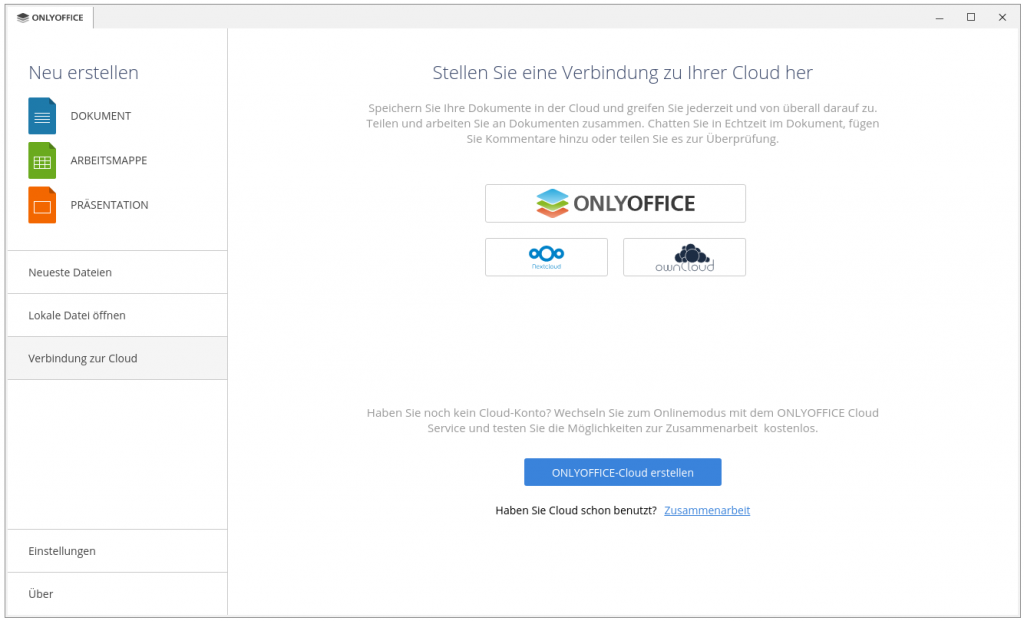 ONLYOFFICE
Neu erstellen
DOKUMENT
ARBEITSMAPPE
PRÄSENTATION
Neueste Dateien
Lokale Datei öffnen
Verbindung zur Cloud
Einstellungen
Über
Stellen Sie eine Verbindung zu Ihrer Cloud her
Speichern Sie Ihre Dokumente in der Cloud und greifen Sie jederzeit und von überall darauf zu.
Teilen und arbeiten Sie an Dokumenten zusammen. Chatten Sie in Echtzeit im Dokument, fügen
Sie Kommentare hinzu oder teilen Sie es zur Überprüfung.
ONLYOFFICE
Nextcloud
ownCloud
Haben Sie noch kein Cloud-Konto? Wechseln Sie zum Onlinemodus mit dem ONLYOFFICE Cloud
Service und testen Sie die Möglichkeiten zur Zusammenarbeit kostenlos.
ONLYOFFICE-Cloud erstellen
Haben Sie Cloud schon benutzt? Zusammenarbeit